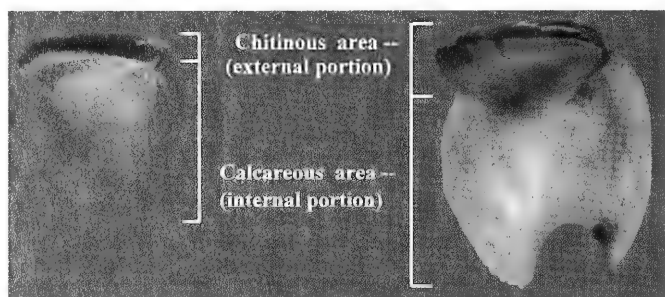 Chitinous area --
(external portion)
Calcareous area --
(internal portion)